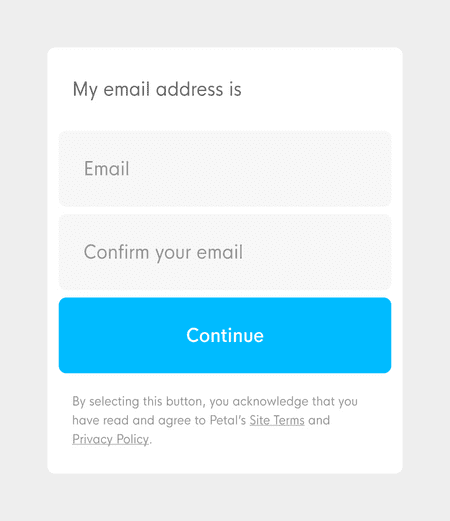 My email address is
Email
Confirm your email
Continue
By selecting this button, you acknowledge that you
have read and agree to Petal's Site Terms and
Privacy Policy.